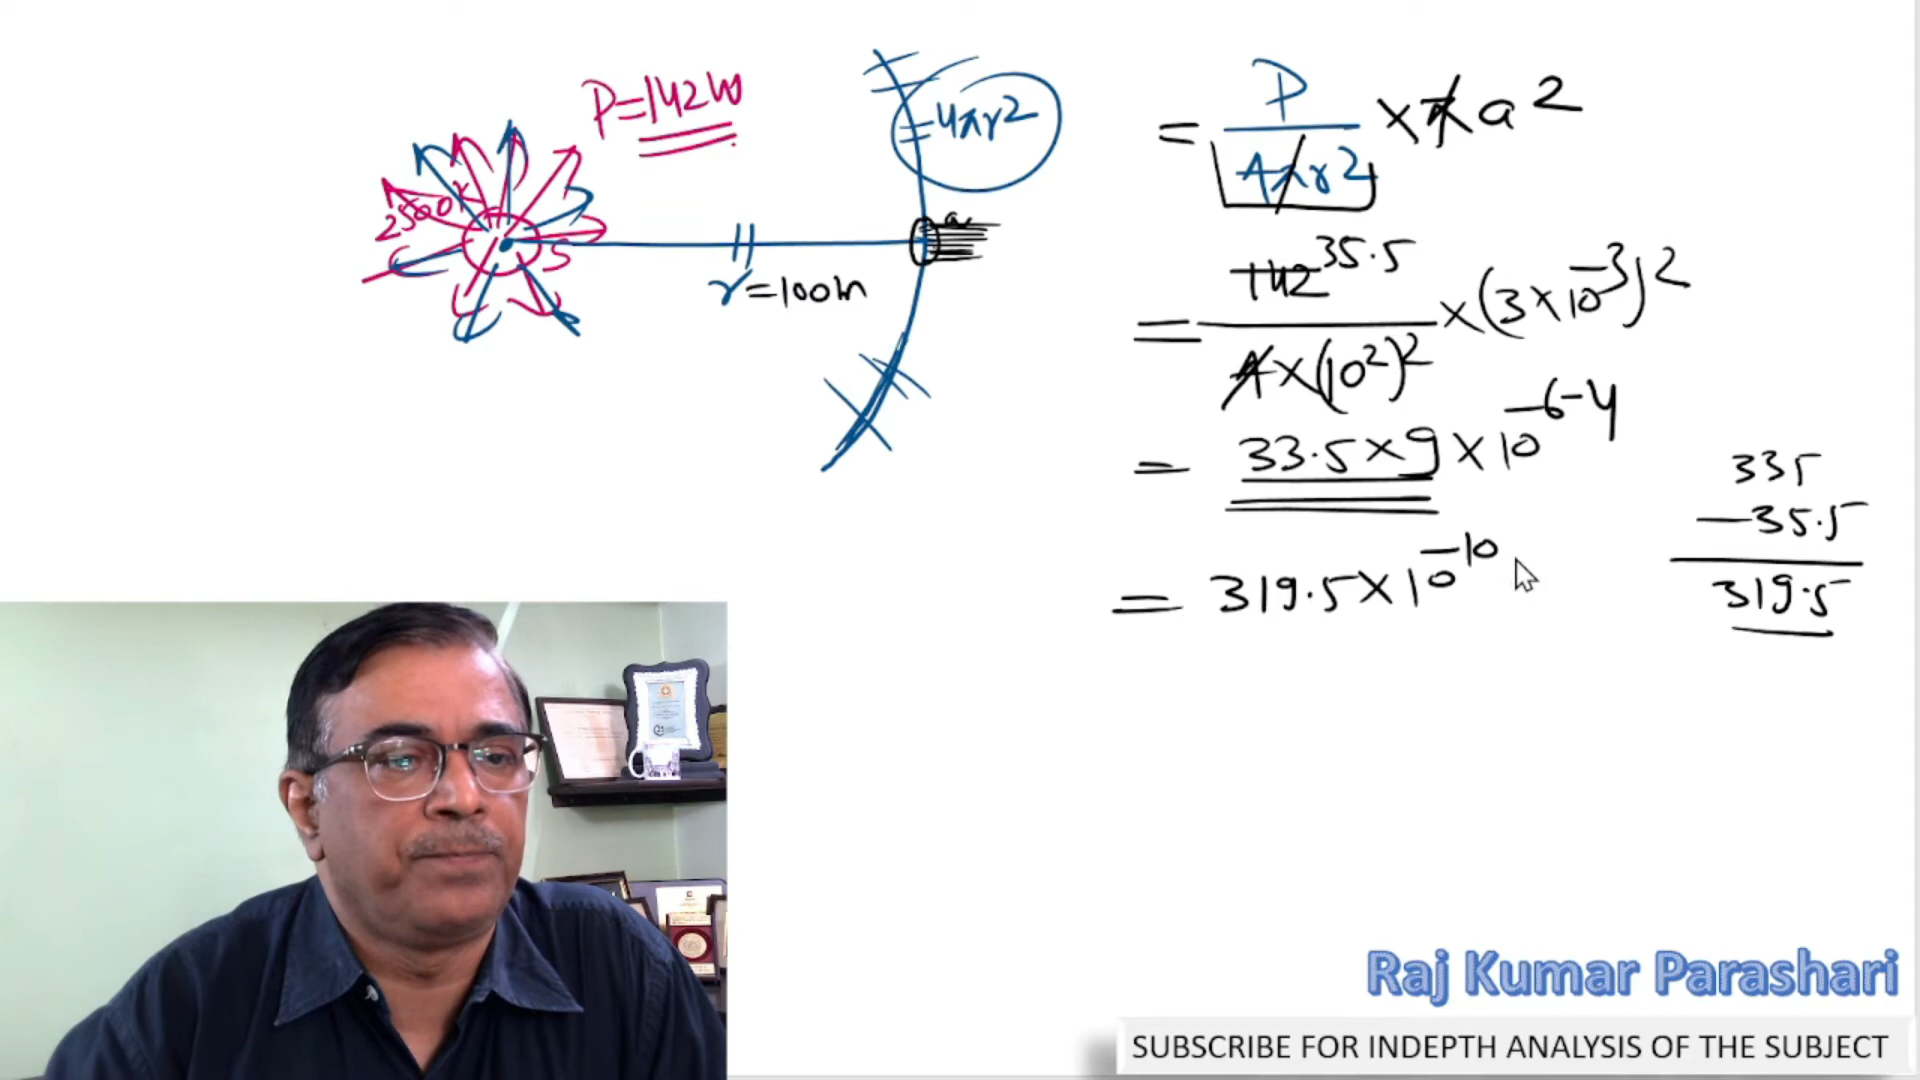 P=142W
4πr2
2500K
S
a
r=100m
= P/4πr2 ×πa2
= 142 35.5/4×(10^2)^2 ×(3×10^-3)^2
= 33.5×9×10^-6-4
= 319.5×10^-10
335
-35.5
319.5
Raj Kumar Parashari
SUBSCRIBE FOR INDEPTH ANALYSIS OF THE SUBJECT